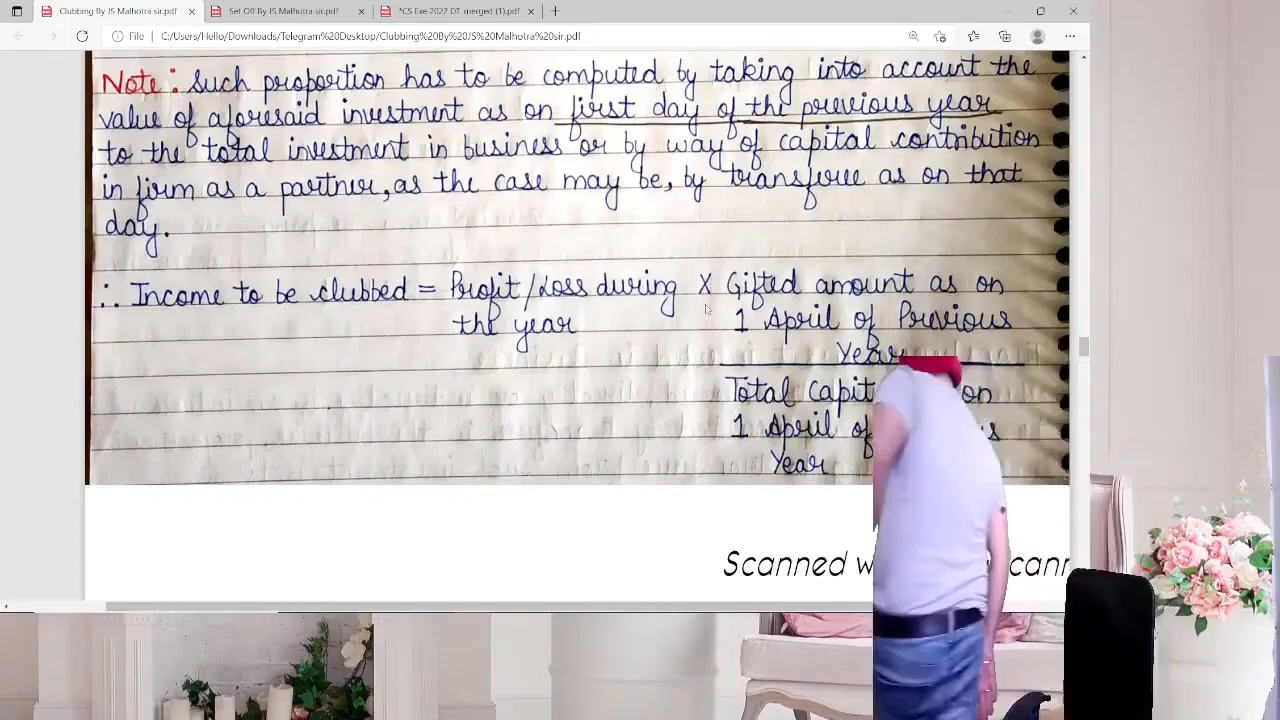 Clubbing By JS Malhotra sir.pdf
Set Off By JS Malhotra sir.pdf
*CS Exe 2022 DT merged (1).pdf
File C:/Users/Hello/Downloads/Telegram%20Desktop/Clubbing%20By%20JS%20Malhotra%20sir.pdf
Note: Such proportion has to be computed by taking into account the
value of aforesaid investment as on first day of the previous year
to the total investment in business or by way of capital contribution
in firm as a partner, as the case may be, by transferee as on that
day.
∴ Income to be clubbed = Profit/Loss during X Gifted amount as on
the year 1 April of Previous
Year
Total Capit on
1 April of s
Year
Scanned w cann